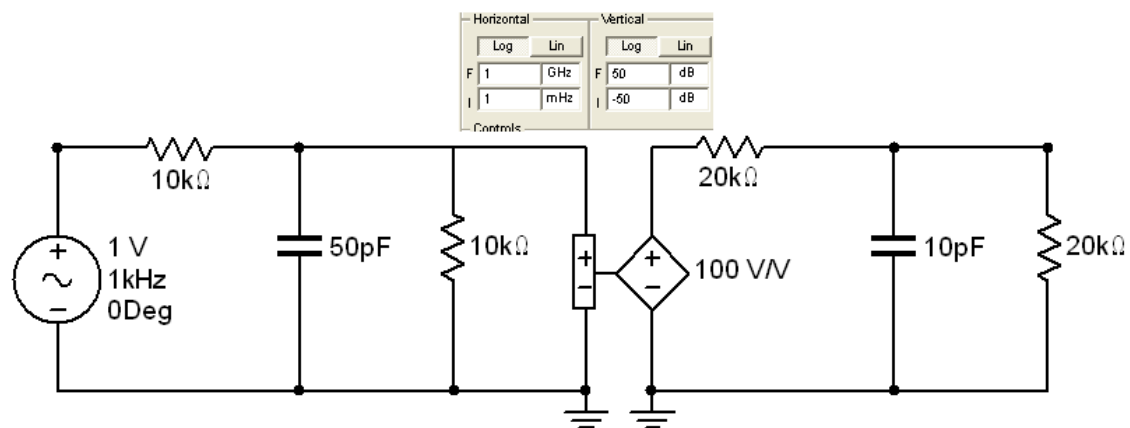 Horizontal Vertical
Log Lin Log Lin
F 1 GHz F 50 dB
I 1 mHz I -50 dB
Controls
10kΩ
20kΩ
+
1 V
1kHz
0Deg
−
50pF
10kΩ
+
−
+
−
100 V/V
10pF
20kΩ